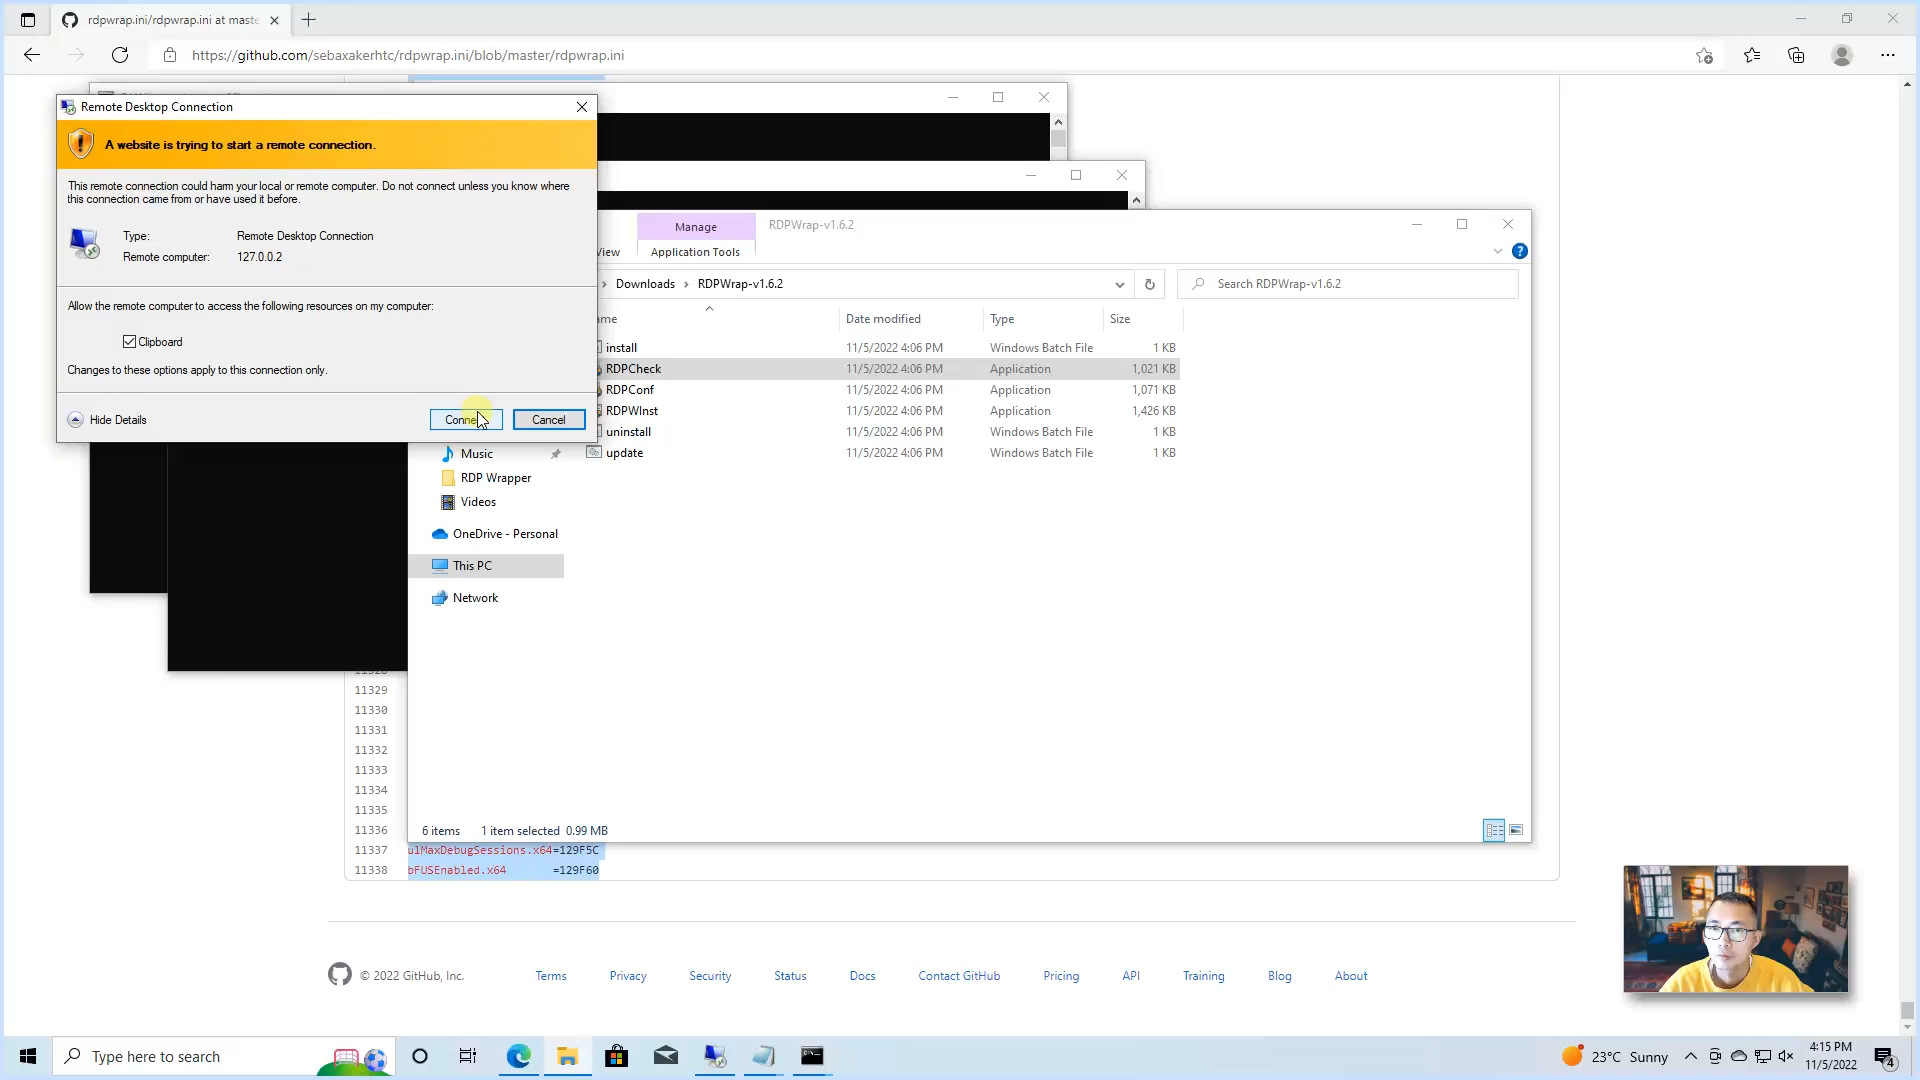 rdpwrap.ini/rdpwrap.ini at maste
https://github.com/sebaxakerhtc/rdpwrap.ini/blob/master/rdpwrap.ini
Remote Desktop Connection
A website is trying to start a remote connection.
This remote connection could harm your local or remote computer. Do not connect unless you know where
this connection came from or have used it before.
Type: Remote Desktop Connection
Remote computer: 127.0.0.2
Allow the remote computer to access the following resources on my computer:
Clipboard
Changes to these options apply to this connection only.
Hide Details
Conne
Cancel
Manage
RDPWrap-v1.6.2
View
Application Tools
Downloads
RDPWrap-v1.6.2
Search RDPWrap-v1.6.2
ame
Date modified
Type
Size
install 11/5/2022 4:06 PM Windows Batch File 1 KB
RDPCheck 11/5/2022 4:06 PM Application 1,021 KB
RDPConf 11/5/2022 4:06 PM Application 1,071 KB
RDPWInst 11/5/2022 4:06 PM Application 1,426 KB
uninstall 11/5/2022 4:06 PM Windows Batch File 1 KB
update 11/5/2022 4:06 PM Windows Batch File 1 KB
Music
RDP Wrapper
Videos
OneDrive - Personal
This PC
Network
6 items 1 item selected 0.99 MB
11328
11329
11330
11331
11332
11333
11334
11335
11336
11337 ulMaxDebugSessions.x64=129F5C
11338 bFUSEnabled.x64 =129F60
© 2022 GitHub, Inc. Terms Privacy Security Status Docs Contact GitHub Pricing API Training Blog About
Type here to search
23°C Sunny
4:15 PM
11/5/2022
4